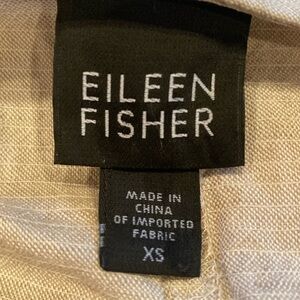 EILEEN
FISHER
MADE IN
CHINA
OF IMPORTED
FABRIC
XS